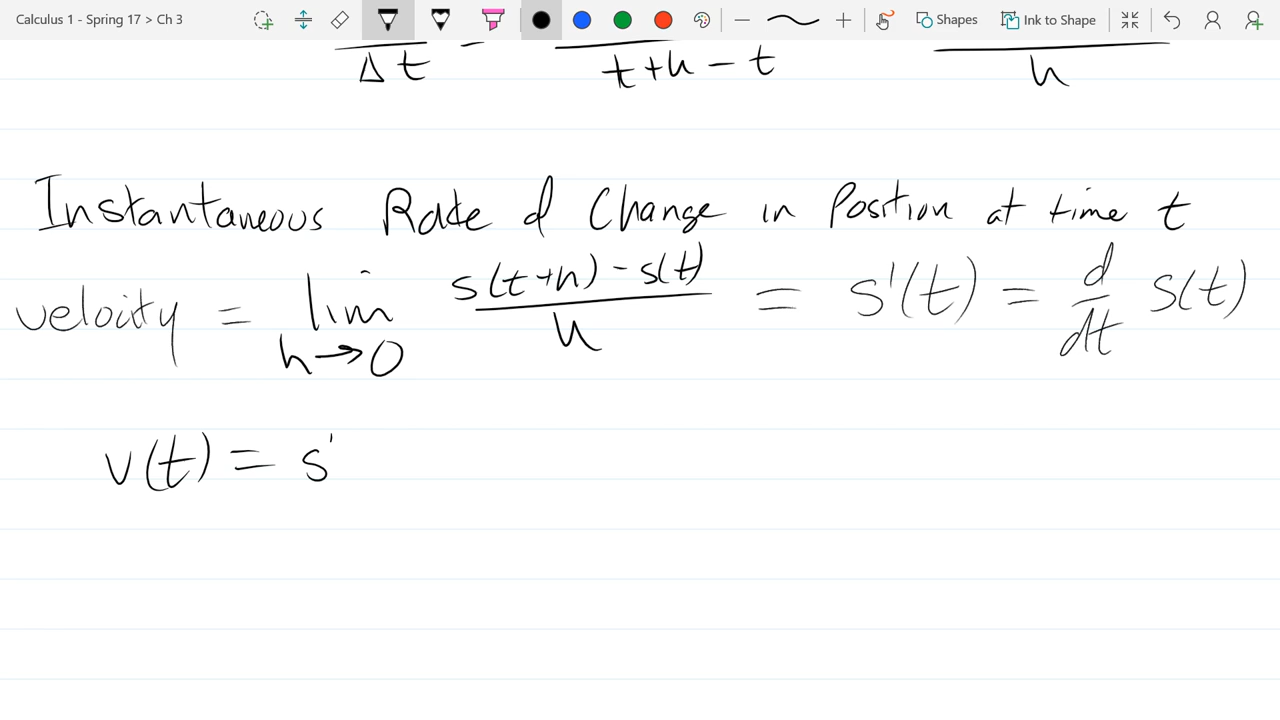 Calculus 1 - Spring 17 > Ch 3 Shapes Ink to Shape
Δt = t+h-t h
Instantaneous Rate of Change in Position at time t
veloity = lim h→0 s(t+h)-s(t) / h = s'(t) = d/dt s(t)
v(t) = s'